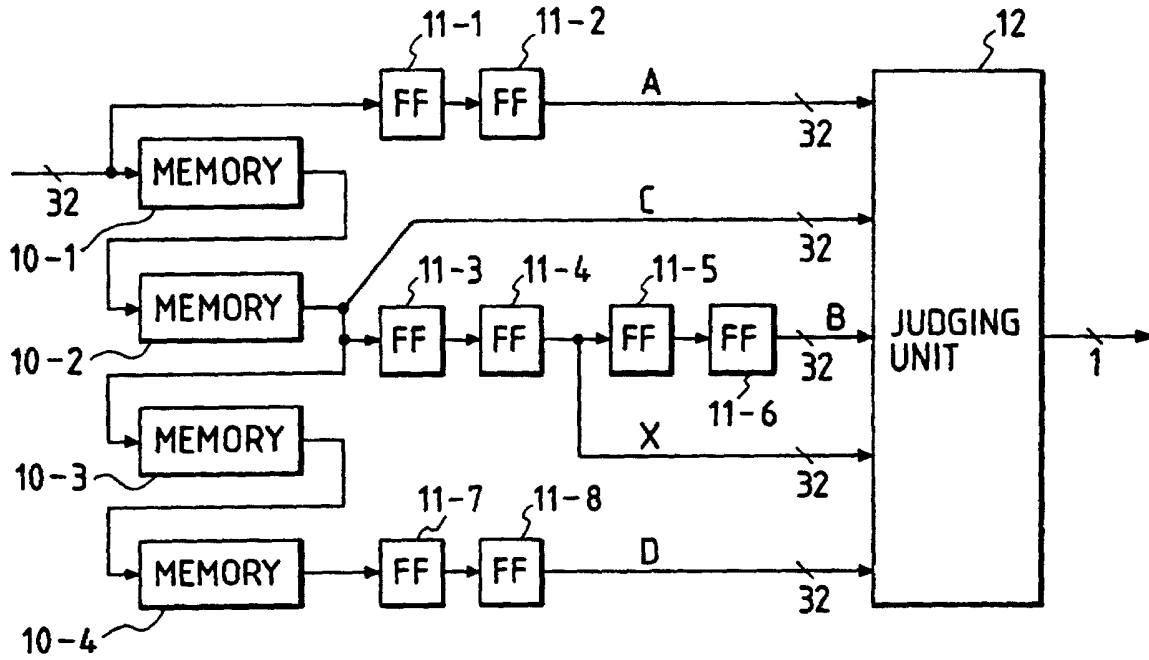 11-1 11-2 12
FF FF A 32
MEMORY
32
10-1
C 32
11-3 11-4 11-5
MEMORY FF FF FF FF B 32
10-2 11-6
JUDGING
UNIT
1
MEMORY
10-3
X 32
11-7 11-8
MEMORY FF FF D 32
10-4